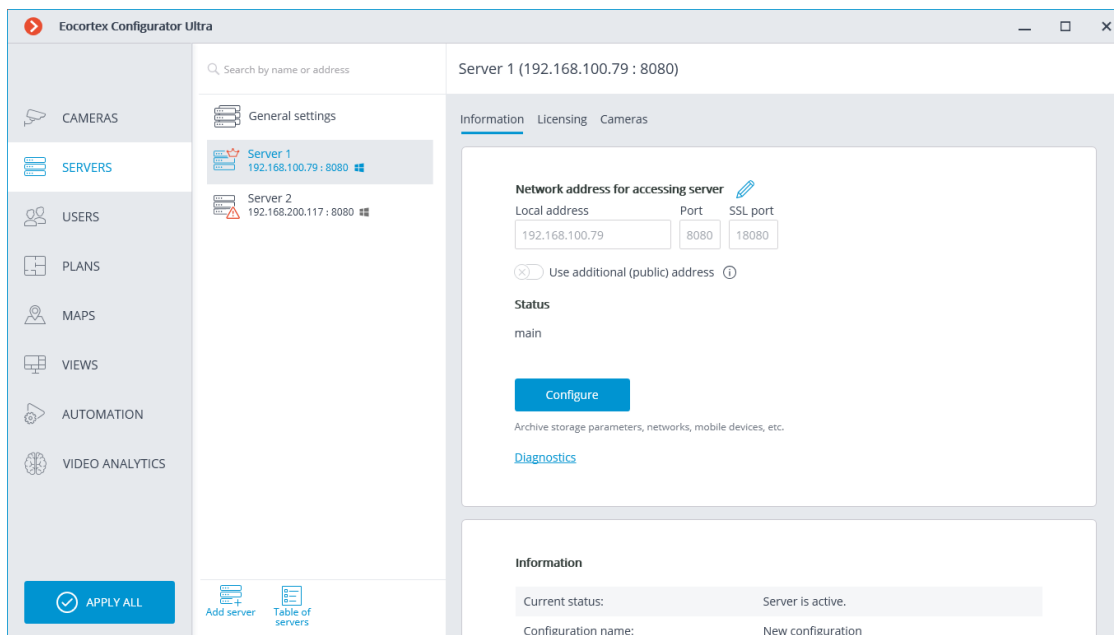 Eocortex Configurator Ultra
Search by name or address
Server 1 (192.168.100.79 : 8080)
CAMERAS
SERVERS
USERS
PLANS
MAPS
VIEWS
AUTOMATION
VIDEO ANALYTICS
APPLY ALL
General settings
Server 1
192.168.100.79 : 8080
Server 2
192.168.200.117 : 8080
Add server
Table of
servers
Information Licensing Cameras
Network address for accessing server
Local address Port SSL port
192.168.100.79 8080 18080
Use additional (public) address
Status
main
Configure
Archive storage parameters, networks, mobile devices, etc.
Diagnostics
Information
Current status: Server is active.
Configuration name: New configuration